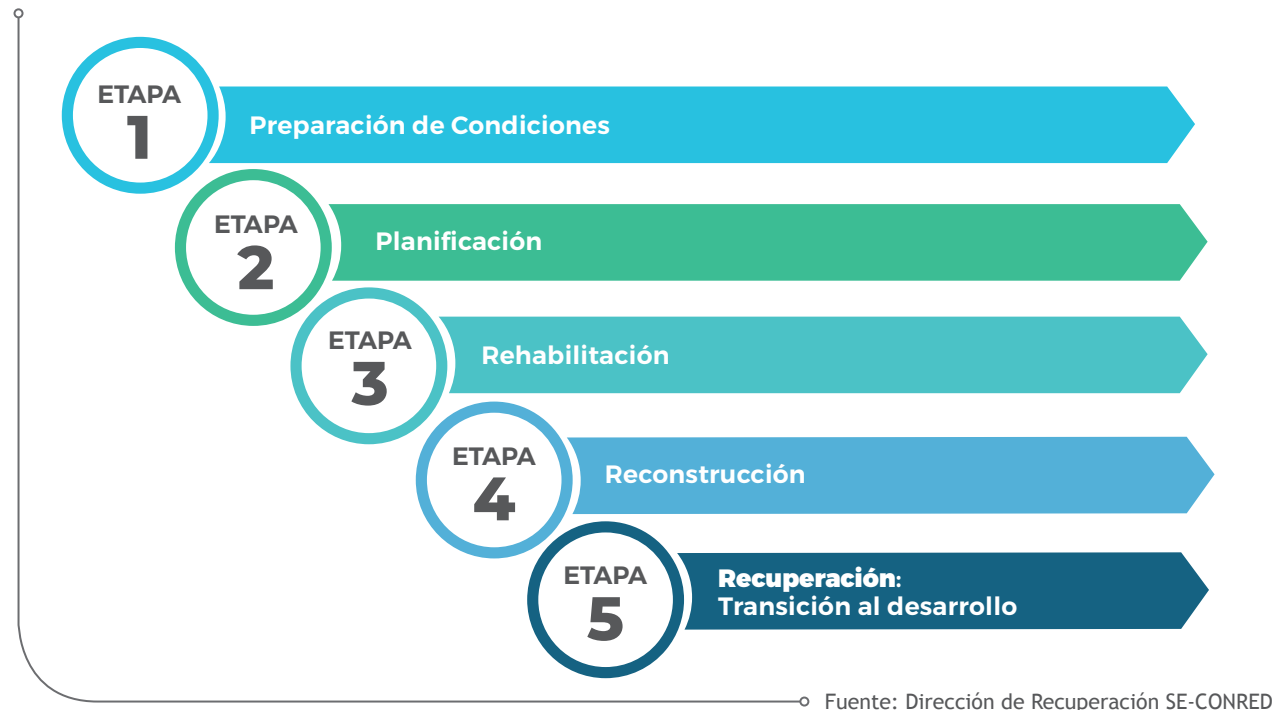 ETAPA
1
Preparación de Condiciones
ETAPA
2
Planificación
ETAPA
3
Rehabilitación
ETAPA
4
Reconstrucción
ETAPA
5
Recuperación:
Transición al desarrollo
Fuente: Dirección de Recuperación SE-CONRED